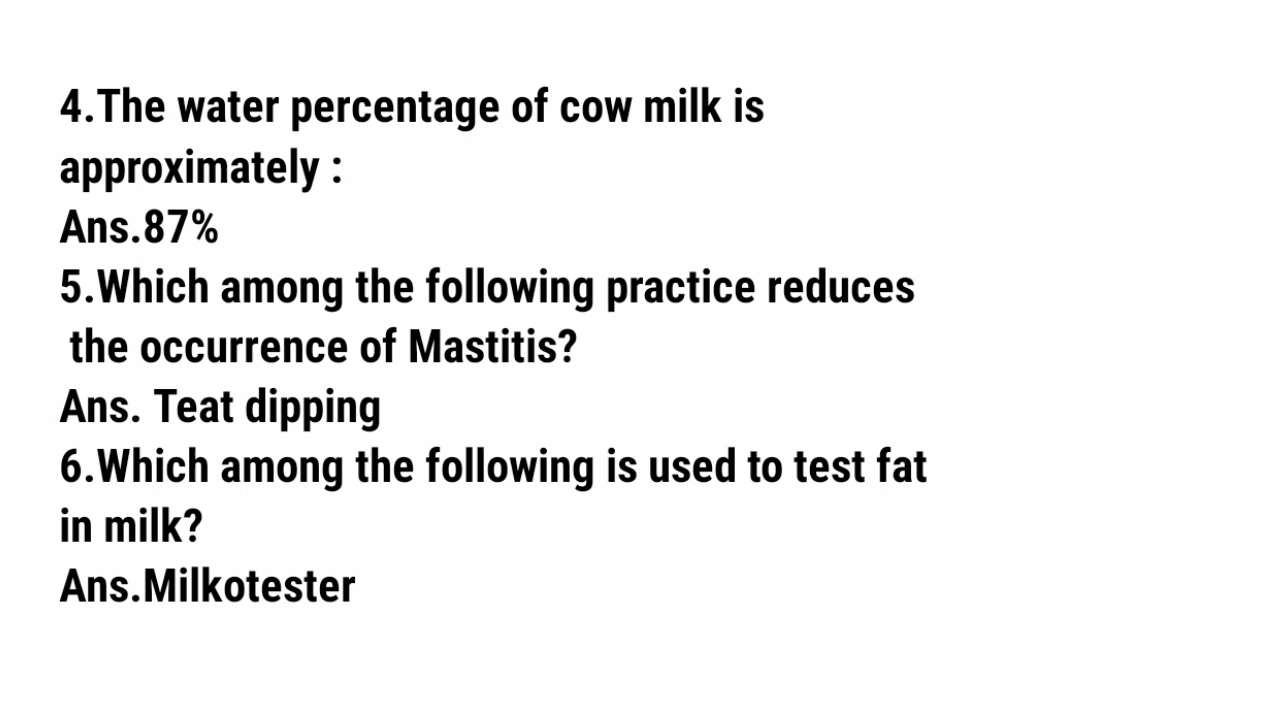 4.The water percentage of cow milk is
approximately :
Ans.87%
5.Which among the following practice reduces
the occurrence of Mastitis?
Ans. Teat dipping
6.Which among the following is used to test fat
in milk?
Ans.Milkotester